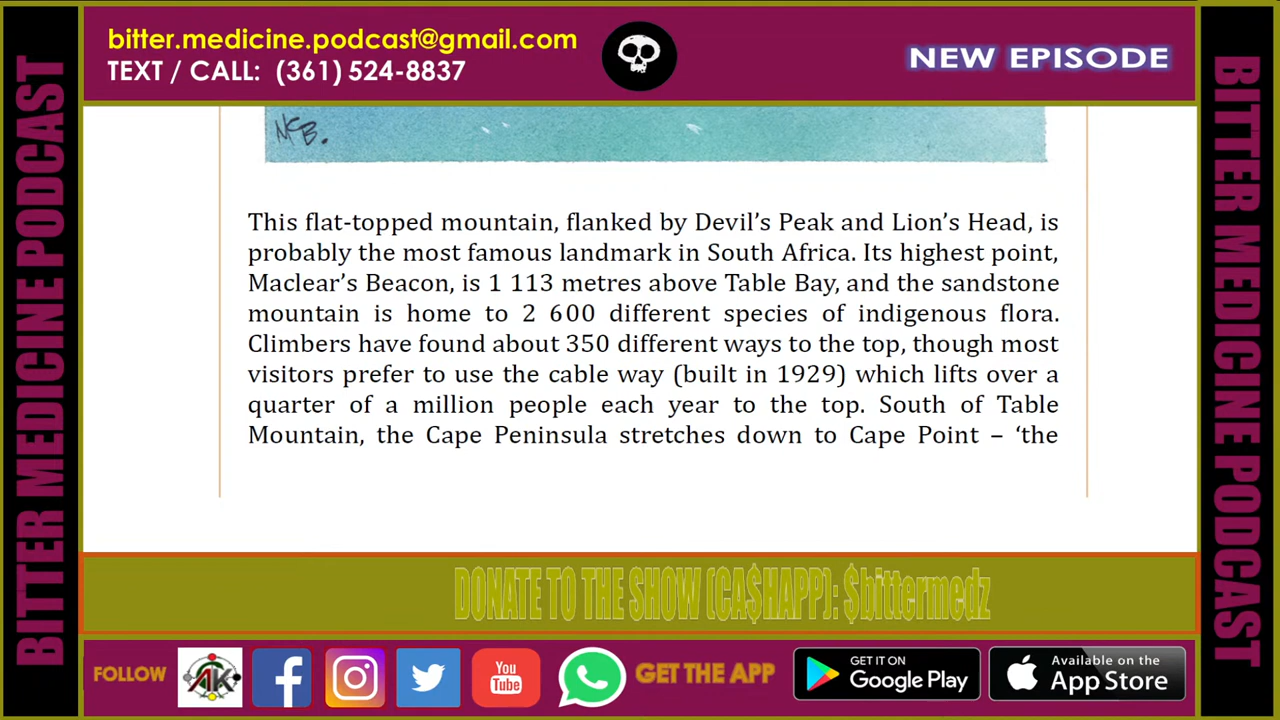 bitter.medicine.podcast@gmail.com
TEXT / CALL: (361) 524-8837
NEW EPISODE
BITTER MEDICINE PODCAST
BITTER MEDICINE PODCAST
McB.
This flat-topped mountain, flanked by Devil’s Peak and Lion’s Head, is
probably the most famous landmark in South Africa. Its highest point,
Maclear’s Beacon, is 1 113 metres above Table Bay, and the sandstone
mountain is home to 2 600 different species of indigenous flora.
Climbers have found about 350 different ways to the top, though most
visitors prefer to use the cable way (built in 1929) which lifts over a
quarter of a million people each year to the top. South of Table
Mountain, the Cape Peninsula stretches down to Cape Point – ‘the
DONATE TO THE SHOW (CA$HAPP): $bittermedz
FOLLOW
You
Tube
GET THE APP
GET IT ON
Google Play
Available on the
App Store